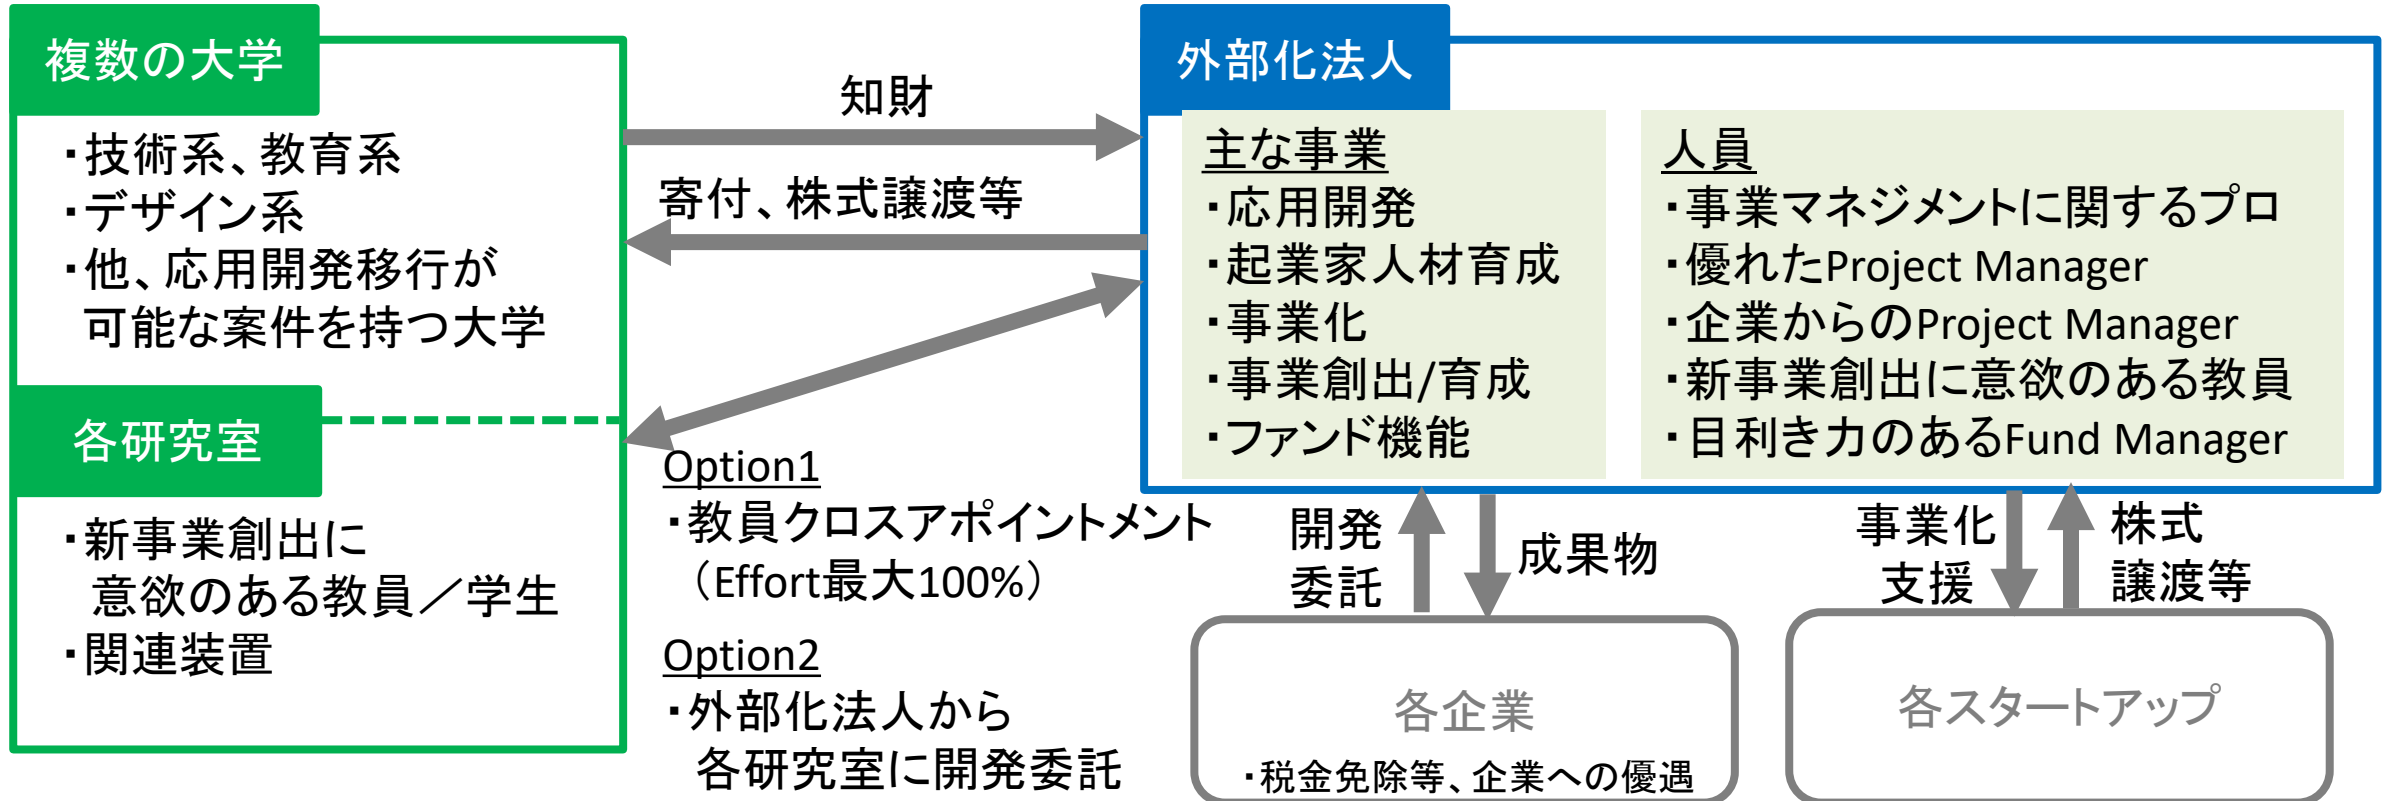 複数の大学
・技術系、教育系
・デザイン系
・他、応用開発移行が
可能な案件を持つ大学
各研究室
・新事業創出に
意欲のある教員／学生
・関連装置
知財
寄付、株式譲渡等
Option1
・教員クロスアポイントメント
（Effort最大100%）
Option2
・外部化法人から
各研究室に開発委託
外部化法人
主な事業
・応用開発
・起業家人材育成
・事業化
・事業創出/育成
・ファンド機能
人員
・事業マネジメントに関するプロ
・優れたProject Manager
・企業からのProject Manager
・新事業創出に意欲のある教員
・目利き力のあるFund Manager
開発
委託
成果物
事業化
支援
株式
譲渡等
各企業
・税金免除等、企業への優遇
各スタートアップ